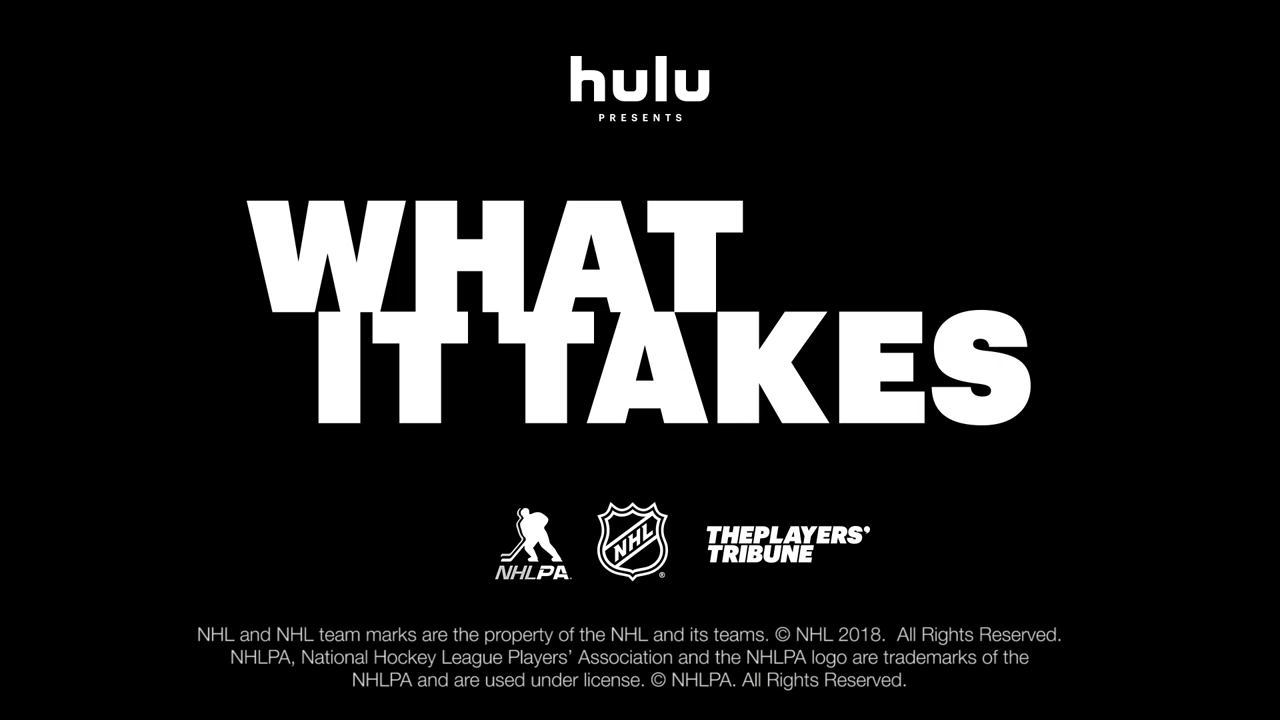 hulu
PRESENTS
WHAT
IT TAKES
NHLPA
NHL
®
THEPLAYERS’
TRIBUNE
NHL and NHL team marks are the property of the NHL and its teams. © NHL 2018.  All Rights Reserved.
NHLPA, National Hockey League Players’ Association and the NHLPA logo are trademarks of the
NHLPA and are used under license. © NHLPA. All Rights Reserved.